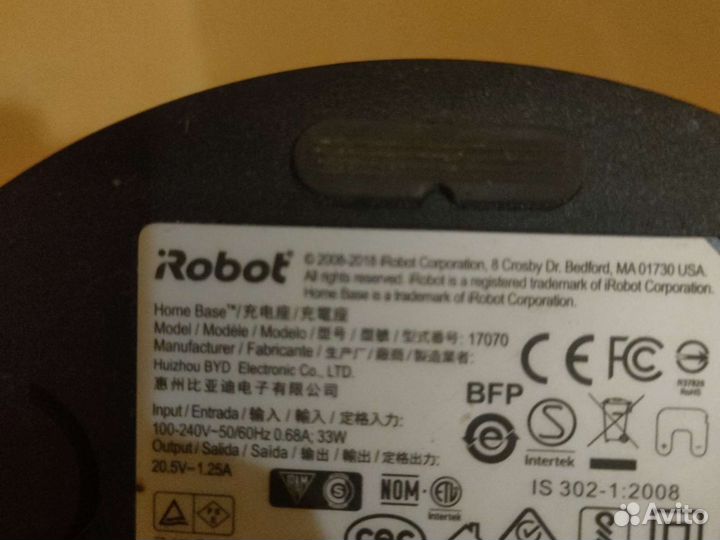 iRobot
© 2008-2018 iRobot Corporation, 8 Crosby Dr. Bedford, MA 01730 USA.
All rights reserved. iRobot is a registered trademark of iRobot Corporation.
Home Base is a trademark of iRobot Corporation.
Home Base™/充电座/充電座
Model / Modèle / Modelo / 型号 / 型號 / 型式番号: 17070
Manufacturer / Fabricante / 生产厂 / 廠商 / 製造業者:
Huizhou BYD Electronic Co., LTD.
惠州比亚迪电子有限公司
Input / Entrada / 输入 / 輸入 / 定格入力:
100-240V~50/60Hz 0.68A; 33W
Output / Salida / Saída / 输出 / 輸出 / 定格出力:
20.5V⎓1.25A
CE FC
RoHS
BFP
e
S
Intertek
NOM
ETL
Intertek
IS 302-1:2008
cec
Avito